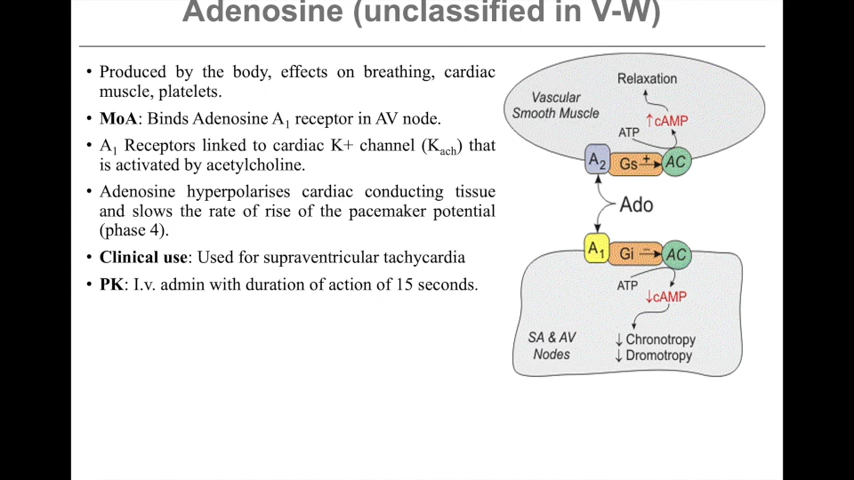 Adenosine (unclassified in V-W)
• Produced by the body, effects on breathing, cardiac
muscle, platelets.
• MoA: Binds Adenosine A1 receptor in AV node.
• A1 Receptors linked to cardiac K+ channel (Kach) that
is activated by acetylcholine.
• Adenosine hyperpolarises cardiac conducting tissue
and slows the rate of rise of the pacemaker potential
(phase 4).
• Clinical use: Used for supraventricular tachycardia
• PK: I.v. admin with duration of action of 15 seconds.
Relaxation
Vascular
Smooth Muscle
↑cAMP
ATP
A2
Gs
+
AC
Ado
A1
Gi
–
AC
ATP
↓cAMP
SA & AV
Nodes
↓ Chronotropy
↓ Dromotropy